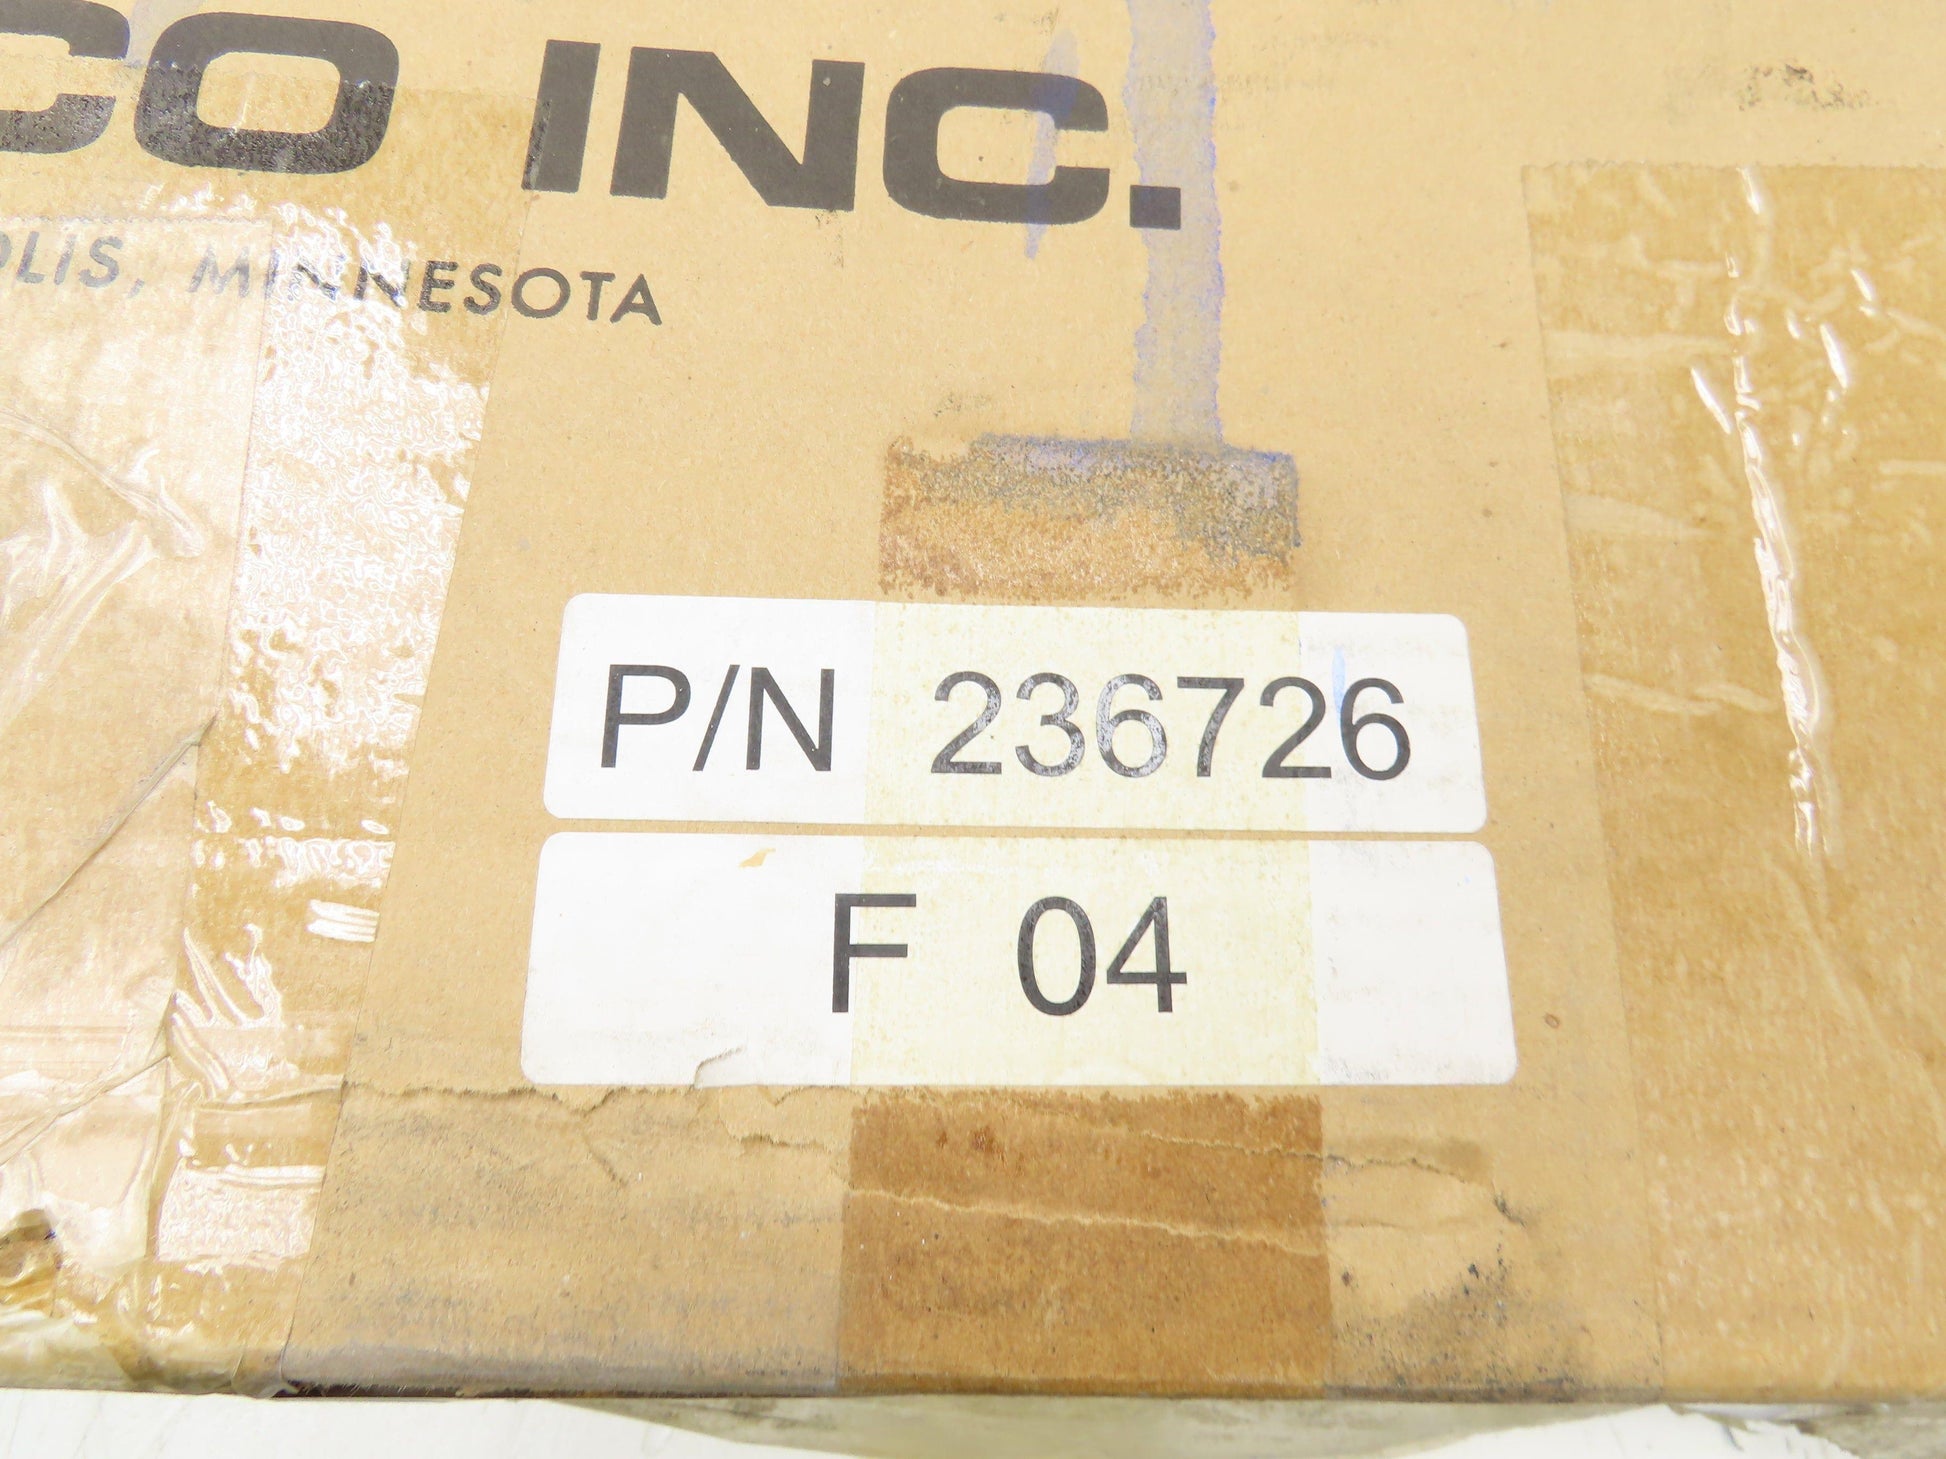 CO INC.
OLIS, MINNESOTA
P/N 236726
F 04